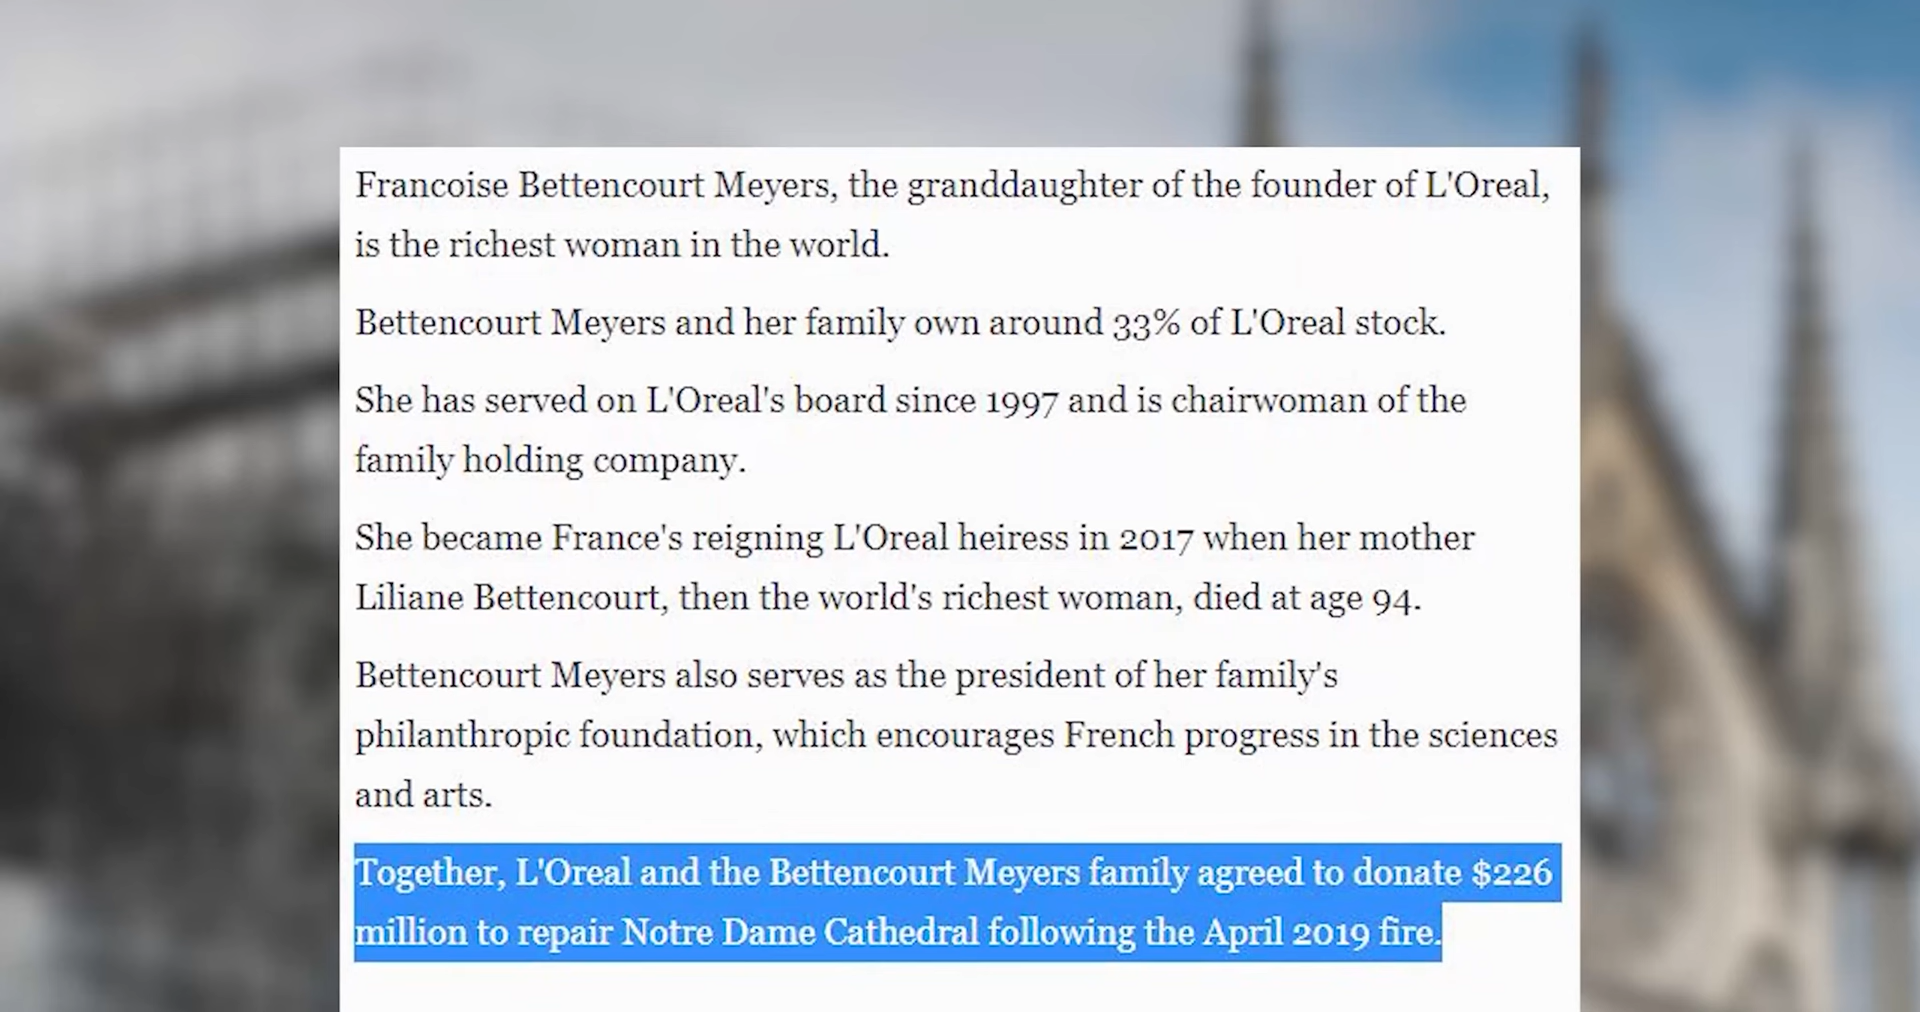 Francoise Bettencourt Meyers, the granddaughter of the founder of L'Oreal,
is the richest woman in the world.
Bettencourt Meyers and her family own around 33% of L'Oreal stock.
She has served on L'Oreal's board since 1997 and is chairwoman of the
family holding company.
She became France's reigning L'Oreal heiress in 2017 when her mother
Liliane Bettencourt, then the world's richest woman, died at age 94.
Bettencourt Meyers also serves as the president of her family's
philanthropic foundation, which encourages French progress in the sciences
and arts.
Together, L'Oreal and the Bettencourt Meyers family agreed to donate $226
million to repair Notre Dame Cathedral following the April 2019 fire.